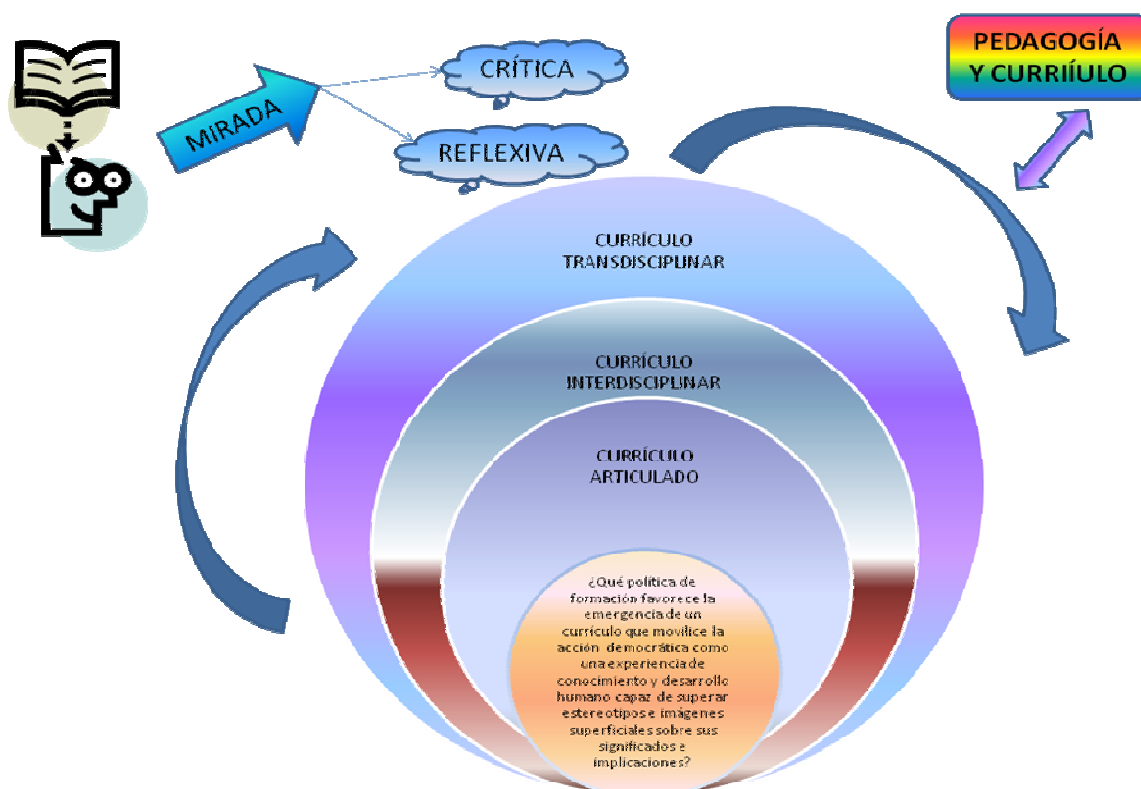 MIRADA
CRÍTICA
REFLEXIVA
PEDAGOGÍA
Y CURRIÍULO
CURRÍCULO
TRANSDISCIPLINAR
CURRÍCULO
INTERDISCIPLINAR
CURRÍCULO
ARTICULADO
¿Qué política de
formación favorece la
emergencia de un
currículo que movilice la
acción democrática como
una experiencia de
conocimiento y desarrollo
humano capaz de superar
estereotipos e imágenes
superficiales sobre sus
significados e
implicaciones?